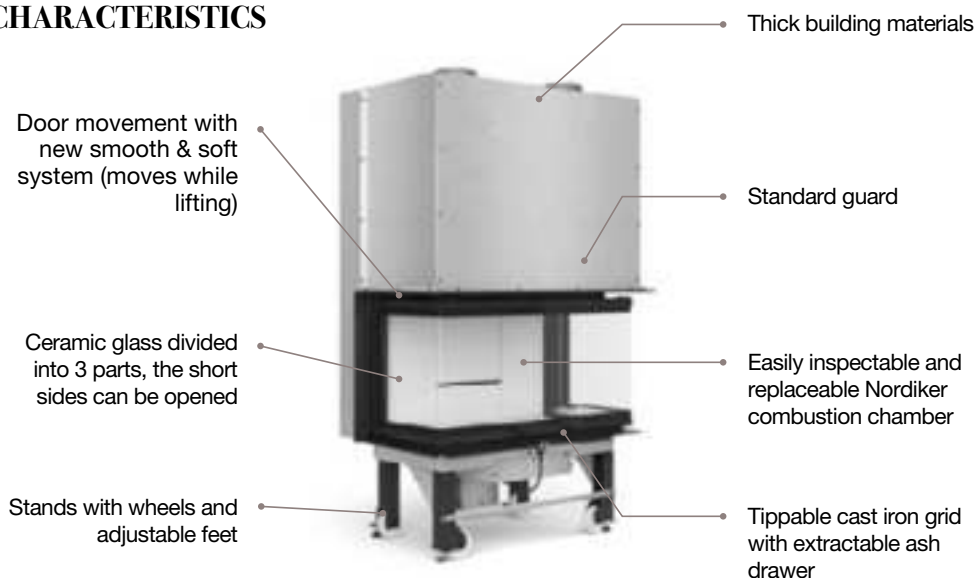 CHARACTERISTICS
Door movement with
new smooth & soft
system (moves while
lifting)
Ceramic glass divided
into 3 parts, the short
sides can be opened
Stands with wheels and
adjustable feet
Thick building materials
Standard guard
Easily inspectable and
replaceable Nordiker
combustion chamber
Tippable cast iron grid
with extractable ash
drawer